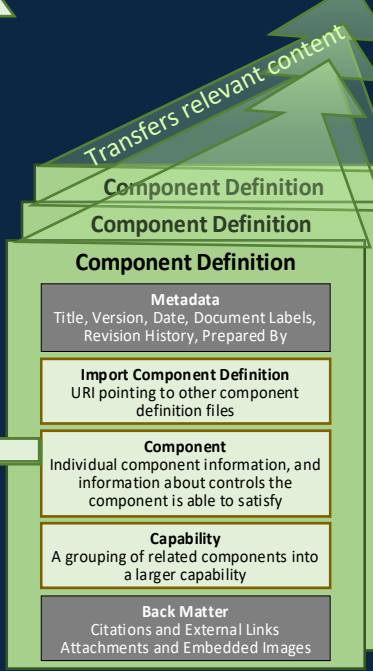 Transfers relevant content
Component Definition
Component Definition
Component Definition
Metadata
Title, Version, Date, Document Labels,
Revision History, Prepared By
Import Component Definition
URI pointing to other component
definition files
Component
Individual component information, and
information about controls the
component is able to satisfy
Capability
A grouping of related components into
a larger capability
Back Matter
Citations and External Links
Attachments and Embedded Images